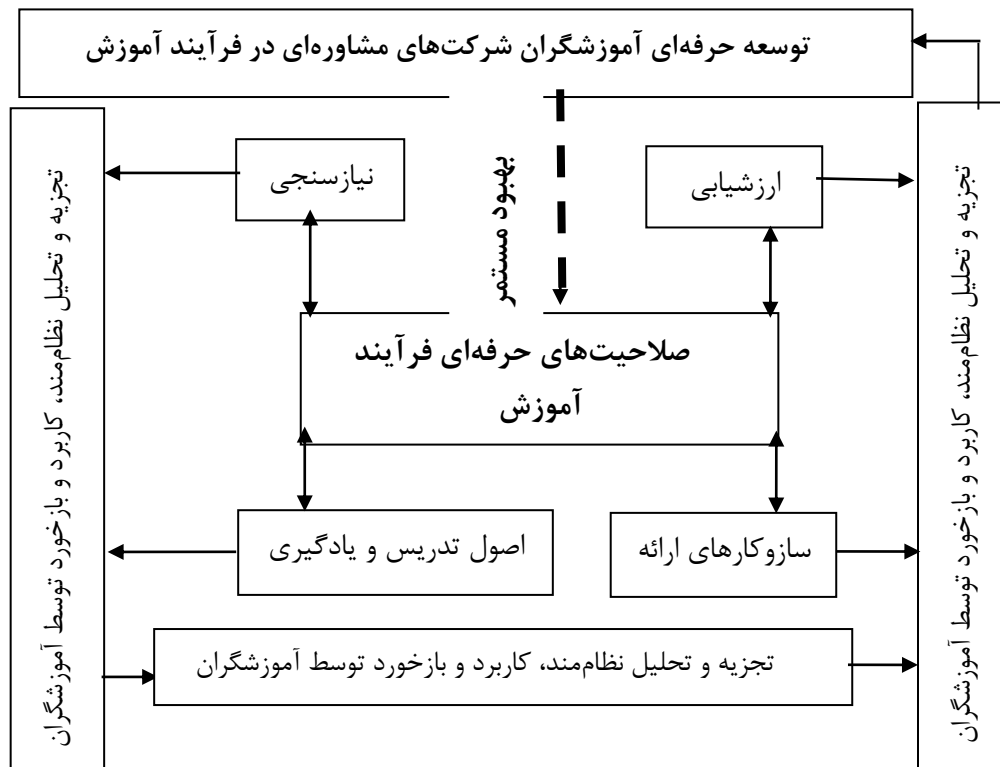 توسعه حرفه‌ای آموزشگران شرکت‌های مشاوره‌ای در فرآیند آموزش
تجزیه و تحلیل نظام‌مند، کاربرد و بازخورد توسط آموزشگران
ارزشیابی
بهبود مستمر
نیازسنجی
تجزیه و تحلیل نظام‌مند، کاربرد و بازخورد توسط آموزشگران
صلاحیت‌های حرفه‌ای فرآیند
آموزش
سازوکارهای ارائه
اصول تدریس و یادگیری
تجزیه و تحلیل نظام‌مند، کاربرد و بازخورد توسط آموزشگران